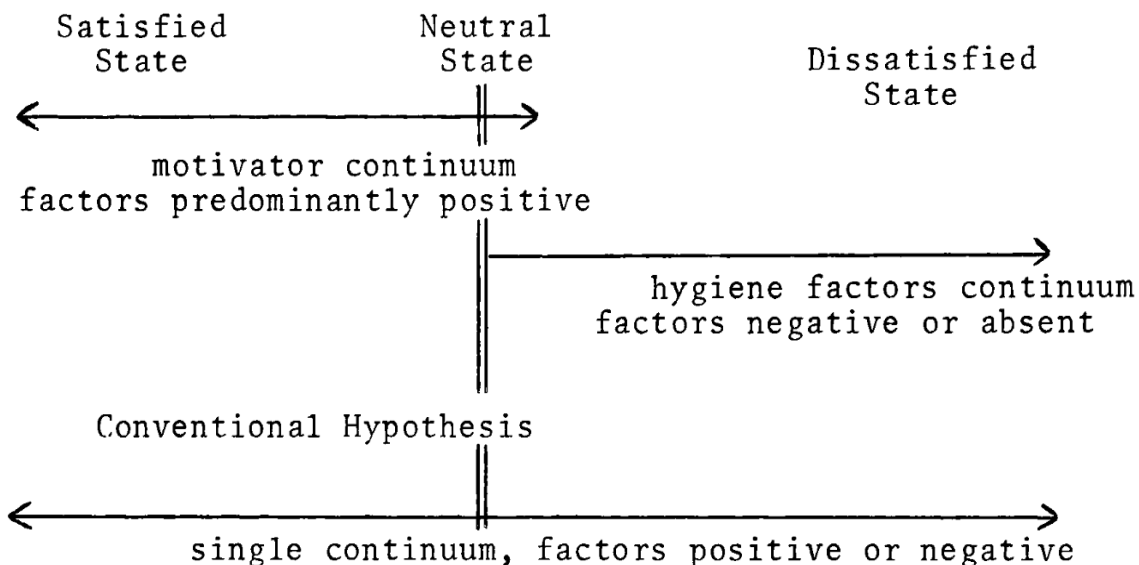 Satisfied State
Neutral State
Dissatisfied State
motivator continuum
factors predominantly positive
hygiene factors continuum
factors negative or absent
Conventional Hypothesis
single continuum, factors positive or negative